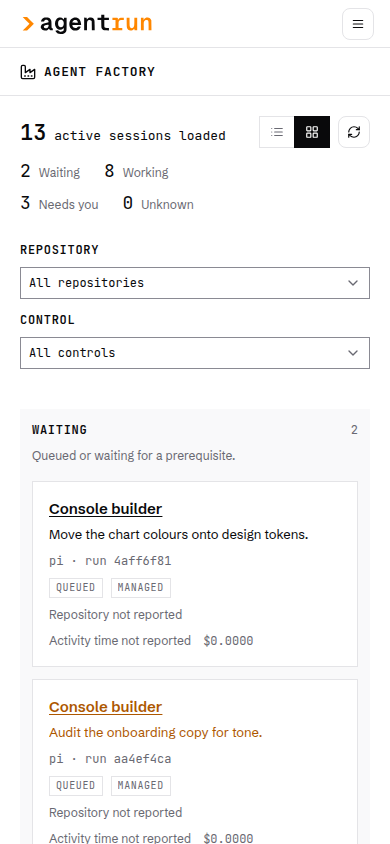 agentrun
AGENT FACTORY
13 active sessions loaded
2 Waiting 8 Working
3 Needs you 0 Unknown
REPOSITORY
All repositories
CONTROL
All controls
WAITING 2
Queued or waiting for a prerequisite.
Console builder
Move the chart colours onto design tokens.
pi · run 4aff6f81
QUEUED MANAGED
Repository not reported
Activity time not reported $0.0000
Console builder
Audit the onboarding copy for tone.
pi · run aa4ef4ca
QUEUED MANAGED
Repository not reported
Activity time not reported $0.0000